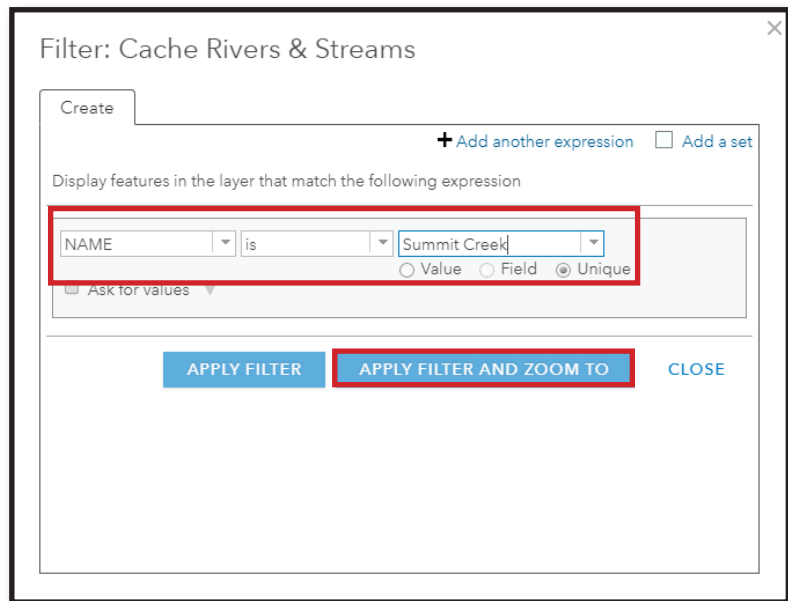 Filter: Cache Rivers & Streams
Create
+ Add another expression Add a set
Display features in the layer that match the following expression
NAME is Summit Creek
Value Field Unique
Ask for values
APPLY FILTER APPLY FILTER AND ZOOM TO CLOSE